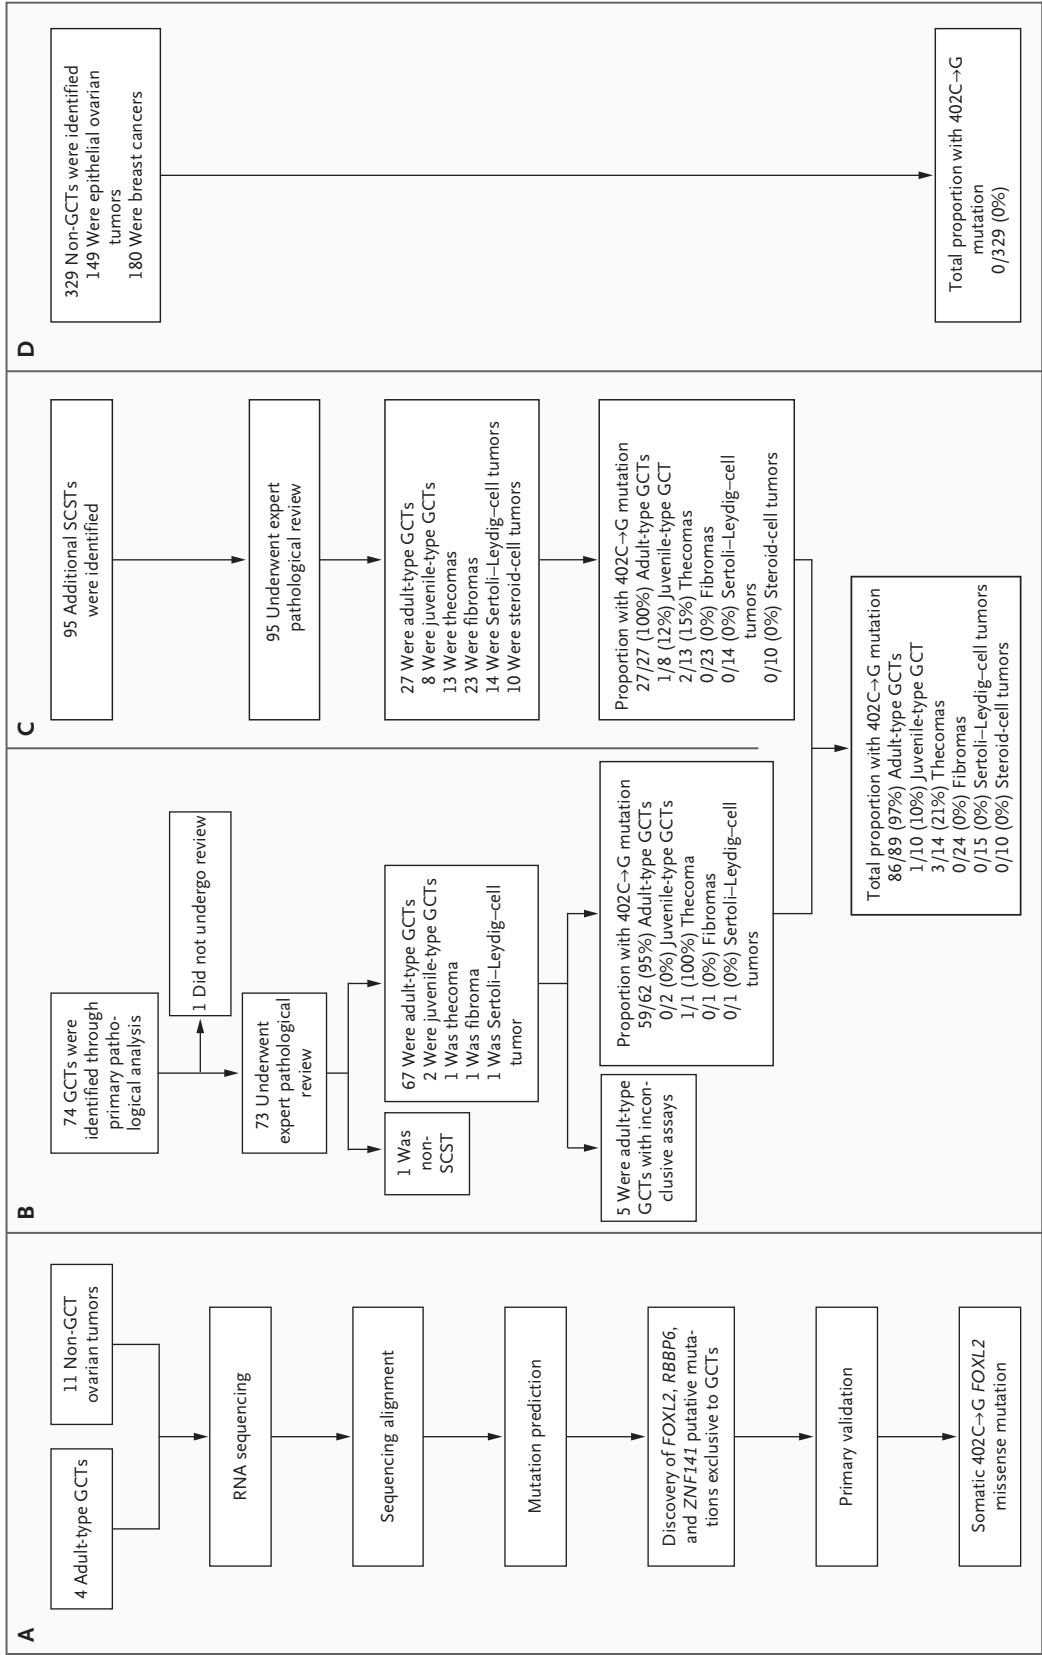 A
4 Adult-type GCTs
11 Non-GCT
ovarian tumors
RNA sequencing
Sequencing alignment
Mutation prediction
Discovery of FOXL2, RBBP6,
and ZNF141 putative muta-
tions exclusive to GCTs
Primary validation
Somatic 402C→G FOXL2
missense mutation
B
74 GCTs were
identified through
primary patho-
logical analysis
1 Did not undergo review
73 Underwent
expert pathological
review
1 Was
non-
SCST
67 Were adult-type GCTs
2 Were juvenile-type GCTs
1 Was thecoma
1 Was fibroma
1 Was Sertoli–Leydig–cell
tumor
5 Were adult-type
GCTs with incon-
clusive assays
Proportion with 402C→G mutation
59/62 (95%) Adult-type GCTs
0/2 (0%) Juvenile-type GCTs
1/1 (100%) Thecoma
0/1 (0%) Fibromas
0/1 (0%) Sertoli–Leydig–cell
tumors
C
95 Additional SCSTs
were identified
95 Underwent expert
pathological review
27 Were adult-type GCTs
8 Were juvenile-type GCTs
13 Were thecomas
23 Were fibromas
14 Were Sertoli–Leydig–cell tumors
10 Were steroid-cell tumors
Proportion with 402C→G mutation
27/27 (100%) Adult-type GCTs
1/8 (12%) Juvenile-type GCT
2/13 (15%) Thecomas
0/23 (0%) Fibromas
0/14 (0%) Sertoli–Leydig–cell
tumors
0/10 (0%) Steroid-cell tumors
Total proportion with 402C→G mutation
86/89 (97%) Adult-type GCTs
1/10 (10%) Juvenile-type GCT
3/14 (21%) Thecomas
0/24 (0%) Fibromas
0/15 (0%) Sertoli–Leydig–cell tumors
0/10 (0%) Steroid-cell tumors
D
329 Non-GCTs were identified
149 Were epithelial ovarian
tumors
180 Were breast cancers
Total proportion with 402C→G
mutation
0/329 (0%)